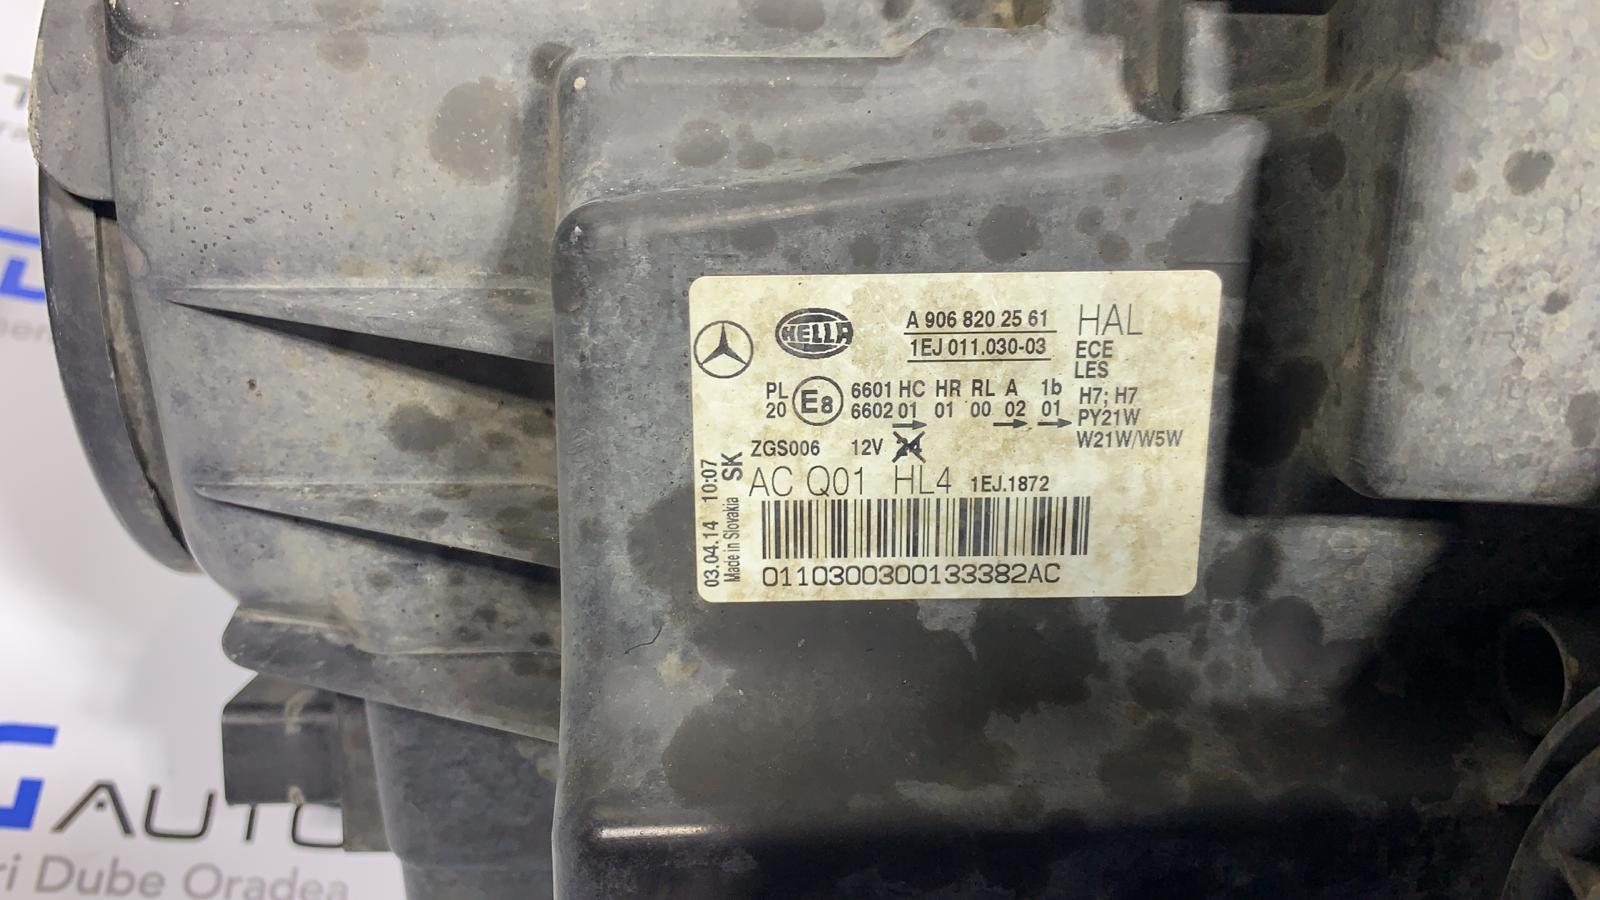 HELLA
A 906 820 25 61
1EJ 011.030-03
HAL
ECE
LES
PL E8 6601 HC HR RL A 1b
20 6602 01 01 00 02 01
H7; H7
PY21W
W21W/W5W
ZGS006 12V 24
AC Q01 HL4 1EJ.1872
03.04.14 10:07 SK
Made in Slovakia
0110300300133382AC
AUTO
Dube Oradea